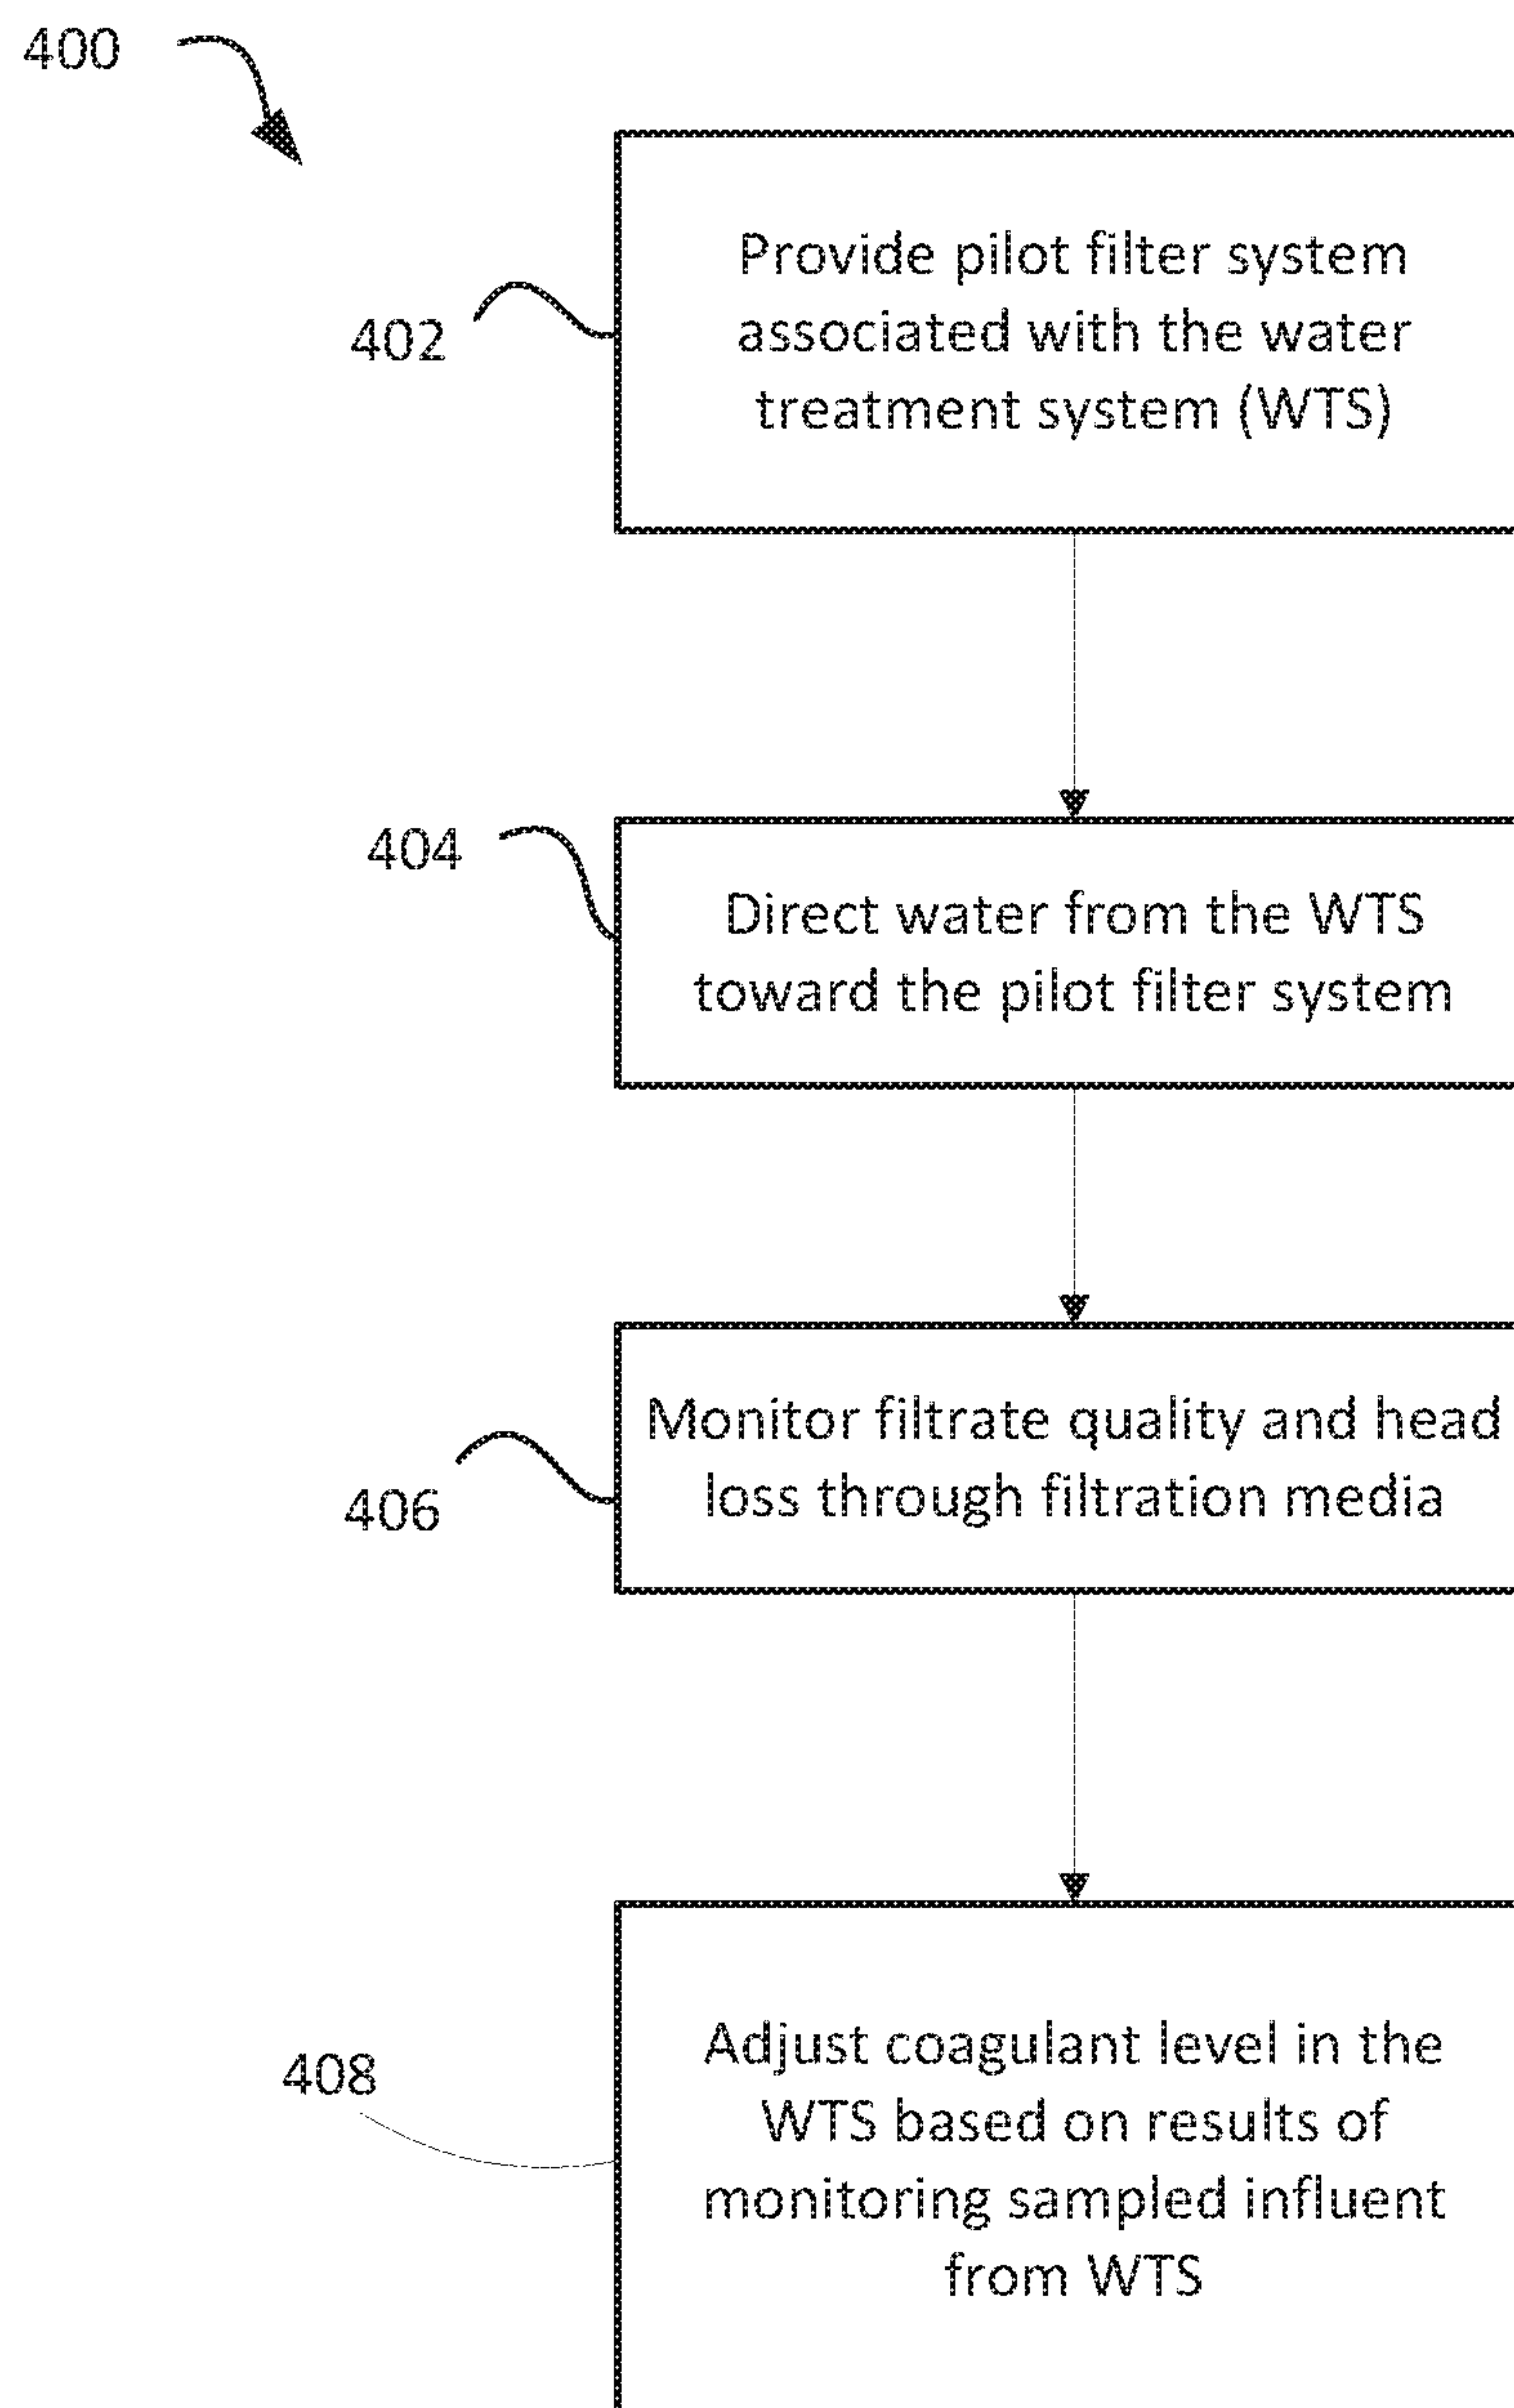 400
Provide pilot filter system
associated with the water
treatment system (WTS)
402
404
Direct water from the WTS
toward the pilot filter system
Monitor filtrate quality and head
loss through filtration media
406
Adjust coagulant level in the
WTS based on results of
monitoring sampled influent
from WTS
408